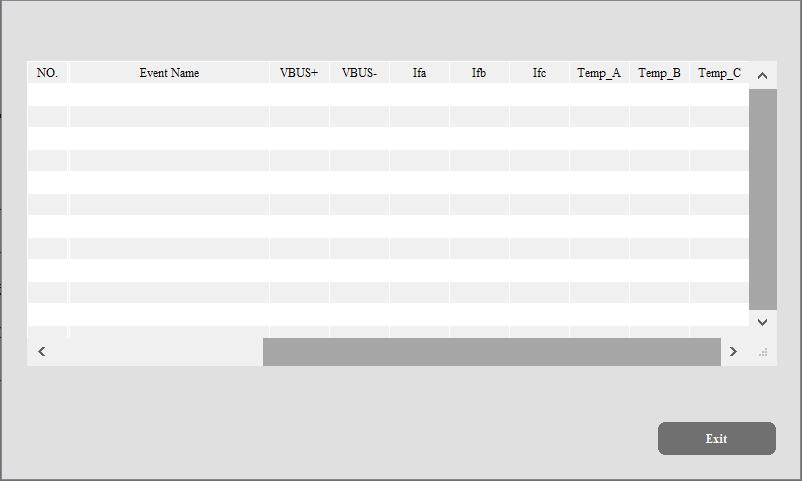 NO. Event Name VBUS+ VBUS- Ifa Ifb Ifc Temp_A Temp_B Temp_C
Exit